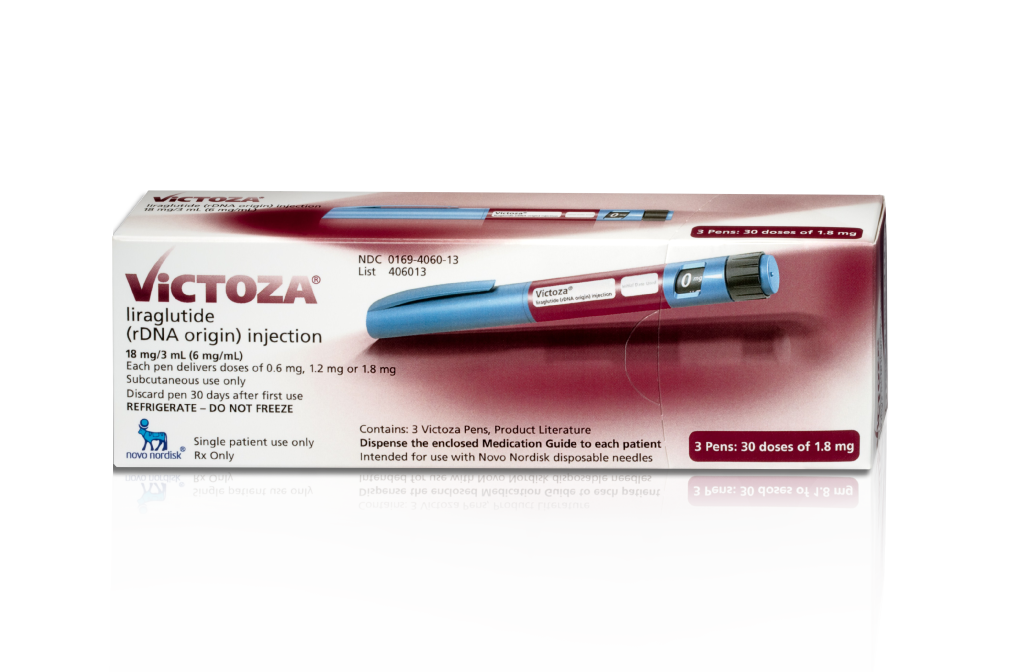 VICTOZA®
liraglutide (rDNA origin) injection
18 mg/3 mL (6 mg/mL)
Victoza®
0
3 Pens: 30 doses of 1.8 mg
NDC 0169-4060-13
List 406013
VICTOZA®
liraglutide
(rDNA origin) injection
18 mg/3 mL (6 mg/mL)
Each pen delivers doses of 0.6 mg, 1.2 mg or 1.8 mg
Subcutaneous use only
Discard pen 30 days after first use
REFRIGERATE – DO NOT FREEZE
Victoza®
liraglutide (rDNA origin) injection
0 mg
novo nordisk®
Single patient use only
Rx Only
Contains: 3 Victoza Pens, Product Literature
Dispense the enclosed Medication Guide to each patient
Intended for use with Novo Nordisk disposable needles
3 Pens: 30 doses of 1.8 mg